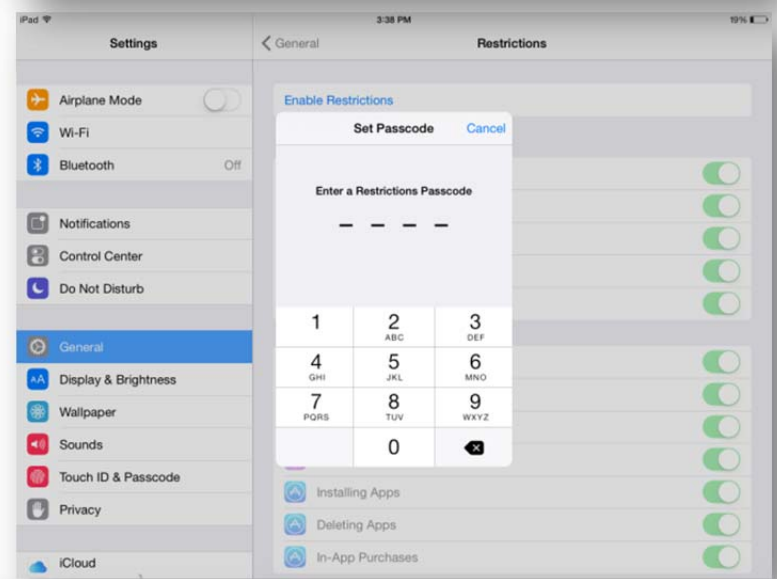 iPad 3:38 PM 19%
Settings
General Restrictions
Airplane Mode
Wi-Fi
Bluetooth Off
Notifications
Control Center
Do Not Disturb
General
Display & Brightness
Wallpaper
Sounds
Touch ID & Passcode
Privacy
iCloud
Enable Restrictions
Set Passcode Cancel
Enter a Restrictions Passcode
1 2 3
ABC DEF
4 5 6
GHI JKL MNO
7 8 9
PQRS TUV WXYZ
0
Installing Apps
Deleting Apps
In-App Purchases